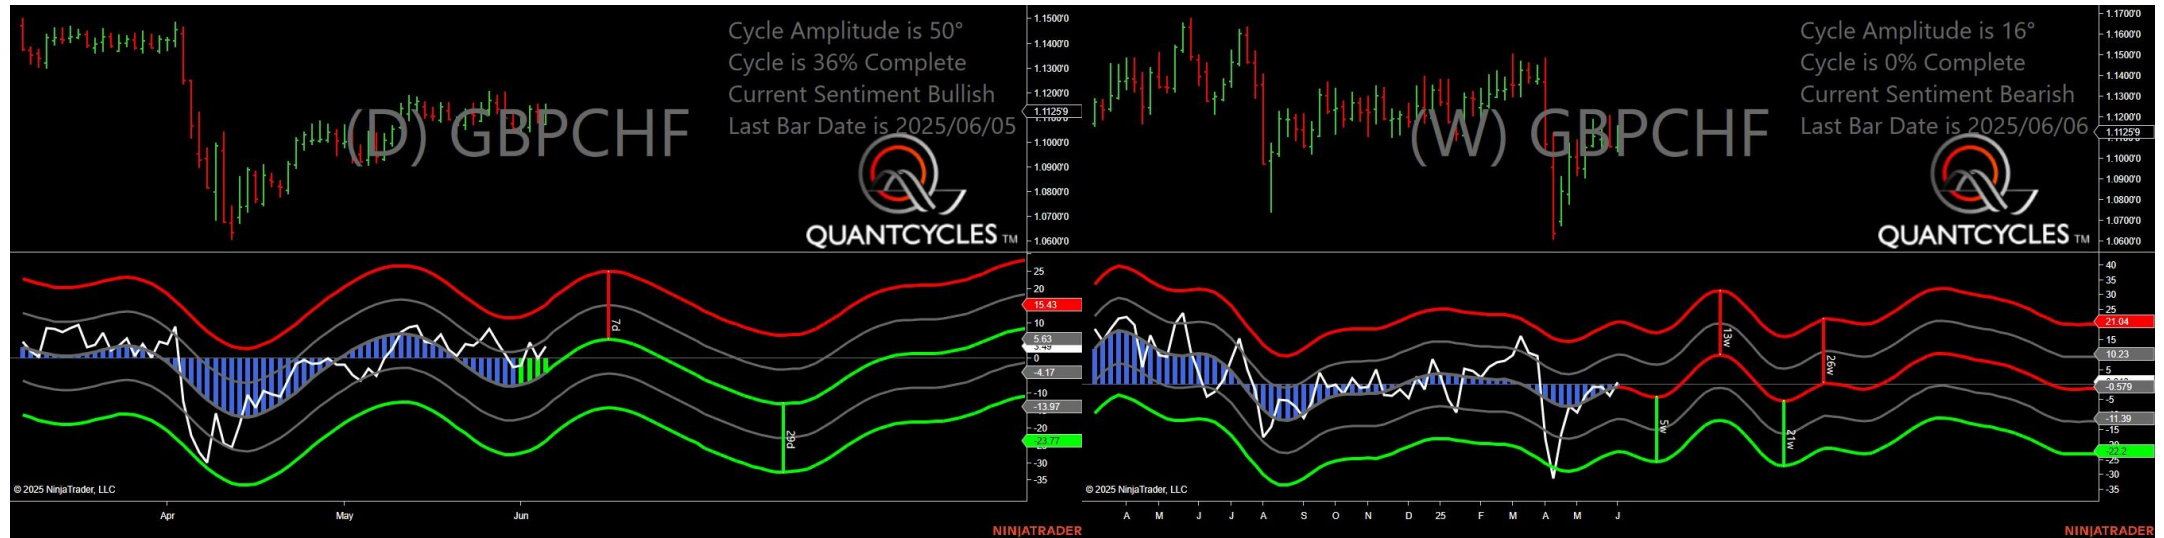 Cycle Amplitude is 50°
Cycle is 36% Complete
Current Sentiment Bullish
Last Bar Date is 2025/06/05
(D) GBPCHF
QUANTCYCLES TM
1.1500'0
1.1400'0
1.1300'0
1.1200'0
1.1125'9
1.1000'0
1.0900'0
1.0800'0
1.0700'0
1.0600'0
25
20
15.43
10
5.63
0
-4.17
-10
-13.97
-20
-23.77
-30
-35
7d
29d
© 2025 NinjaTrader, LLC
Apr
May
Jun
NINJATRADER
Cycle Amplitude is 16°
Cycle is 0% Complete
Current Sentiment Bearish
Last Bar Date is 2025/06/06
(W) GBPCHF
QUANTCYCLES TM
1.1700'0
1.1600'0
1.1500'0
1.1400'0
1.1300'0
1.1200'0
1.1125'9
1.1000'0
1.0900'0
1.0800'0
1.0700'0
1.0600'0
40
35
30
21.04
15
10.23
5
-0.579
-5
-11.39
-15
-22.2
-25
-30
-35
13w
26w
5w
21w
© 2025 NinjaTrader, LLC
A M J J A S O N D 25 F M A M J
NINJATRADER